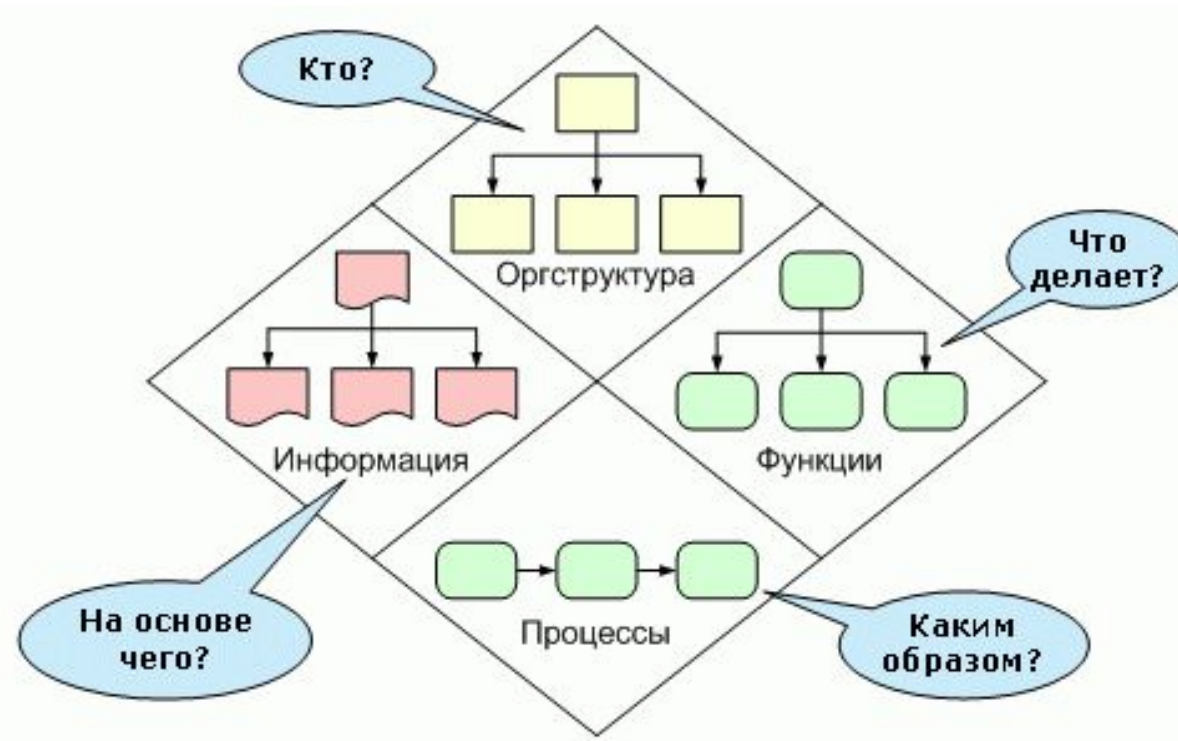 Кто?
Оргструктура
Что
делает?
Информация
Функции
На основе
чего?
Процессы
Каким
образом?